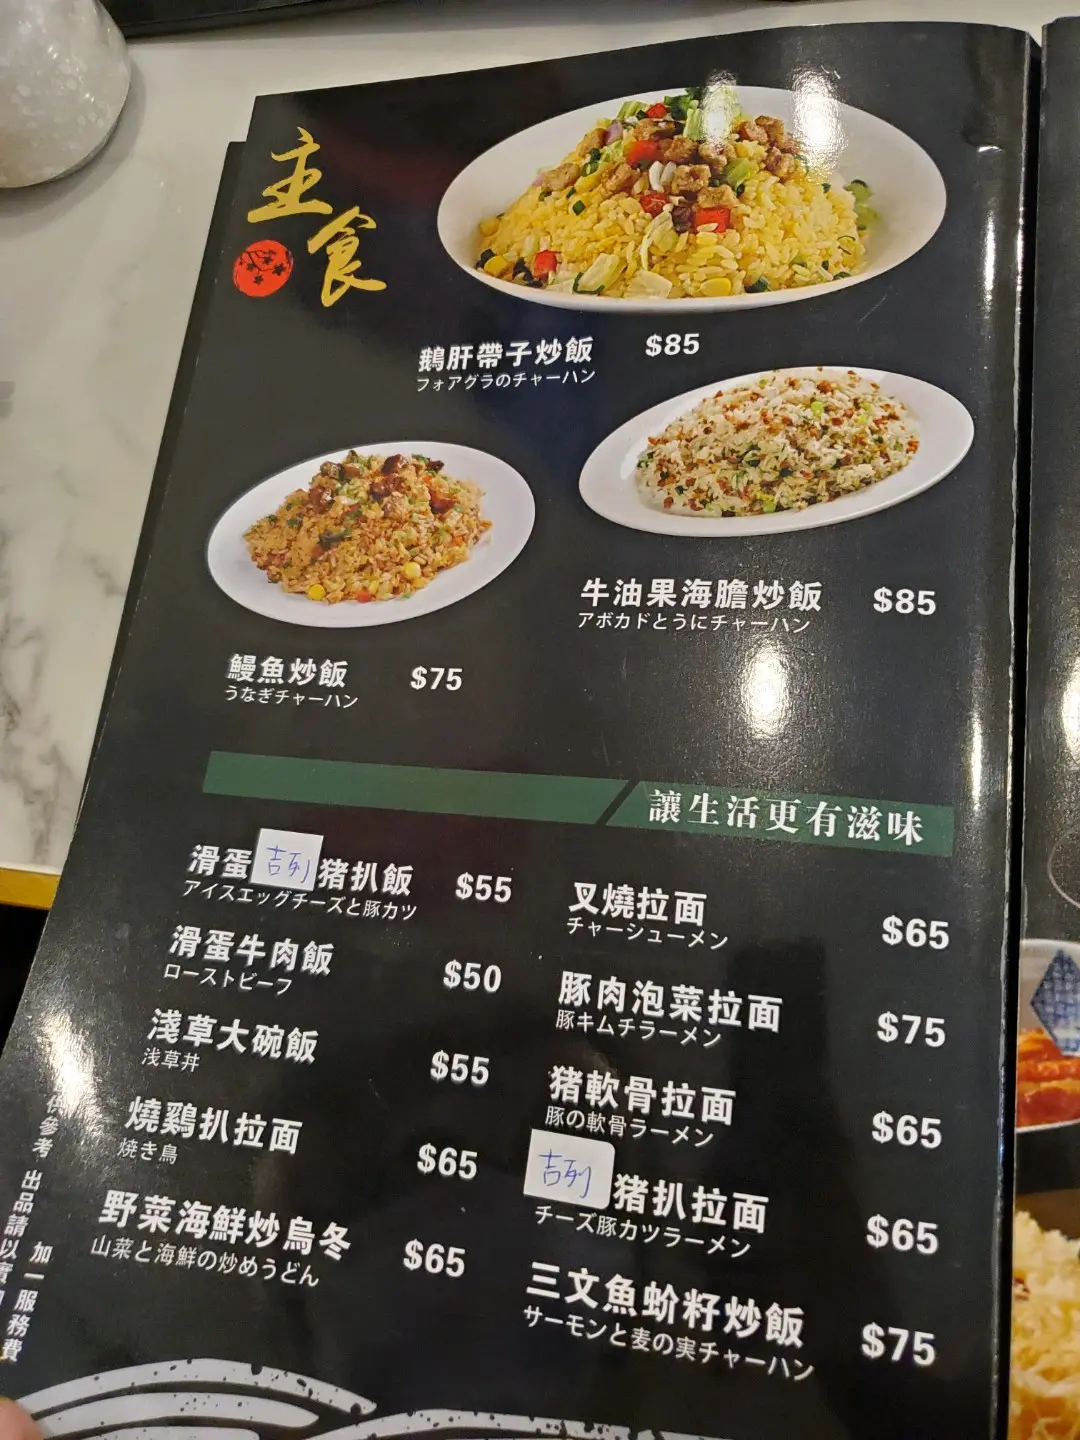 主食
鵝肝帶子炒飯 $85
フォアグラのチャーハン
牛油果海膽炒飯 $85
アボカドとうにチャーハン
鰻魚炒飯 $75
うなぎチャーハン
讓生活更有滋味
滑蛋吉列猪扒飯 $55
アイスエッグチーズと豚カツ
滑蛋牛肉飯 $50
ローストビーフ
淺草大碗飯 $55
浅草丼
燒鷄扒拉面 $65
焼き鳥
野菜海鮮炒烏冬 $65
山菜と海鮮の炒めうどん
叉燒拉面 $65
チャーシューメン
豚肉泡菜拉面 $75
豚キムチラーメン
猪軟骨拉面 $65
豚の軟骨ラーメン
吉列猪扒拉面 $65
チーズ豚カツラーメン
三文魚蚧籽炒飯 $75
サーモンと麦の実チャーハン
供參考 加一服務費
出品請以實